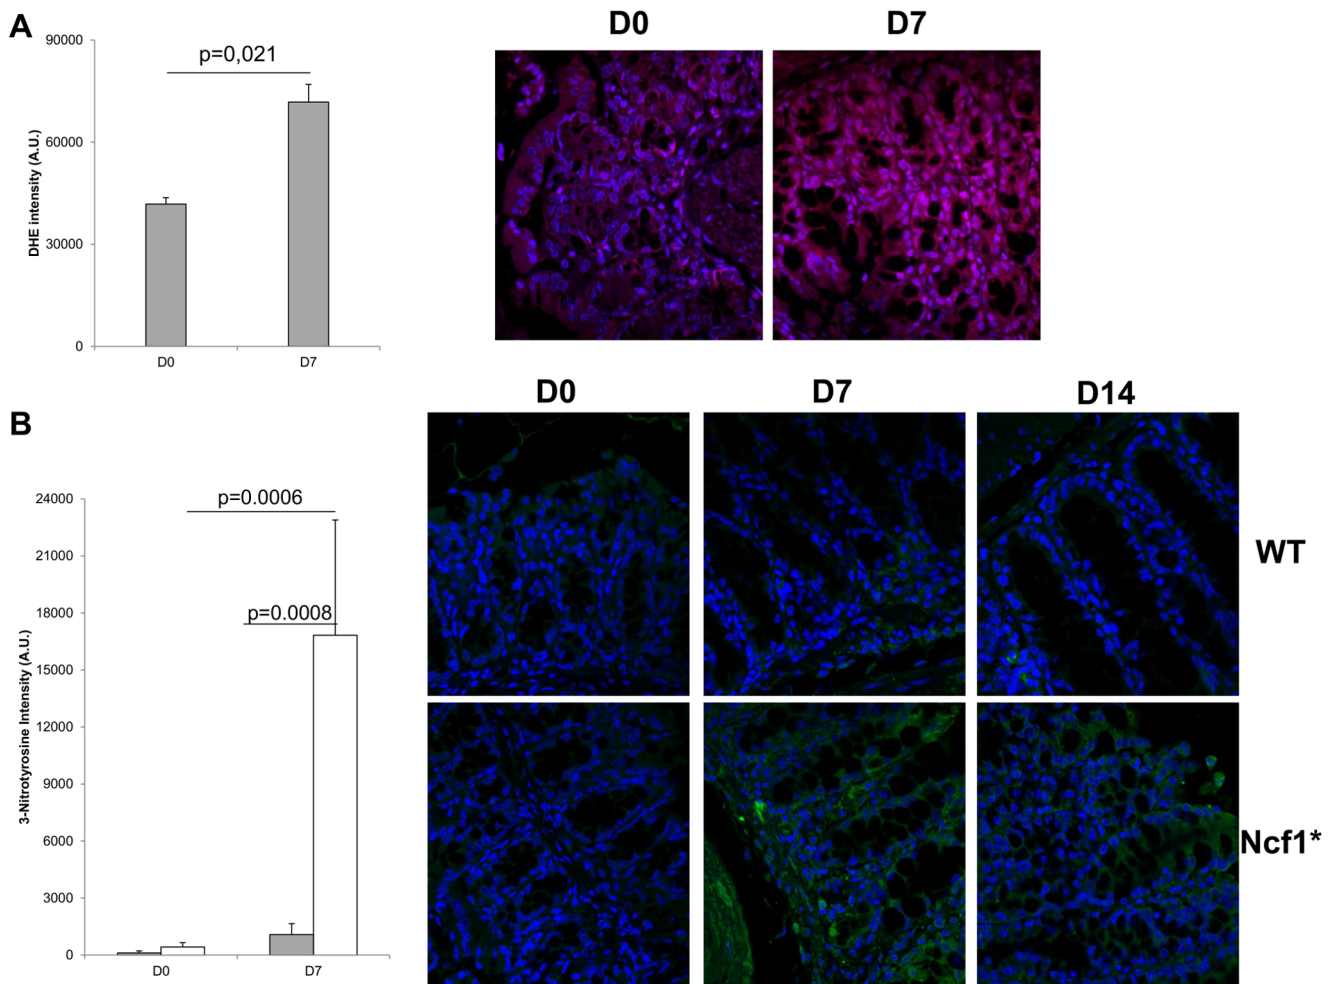 A
D0 D7
90000
60000
30000
0
DHE intensity (A.U.)
p=0,021
D0 D7
B
D0 D7 D14
24000
21000
18000
15000
12000
9000
6000
3000
0
3-Nitrotyrosine Intensity (A.U.)
p=0.0006
p=0.0008
D0 D7
WT
Ncf1*